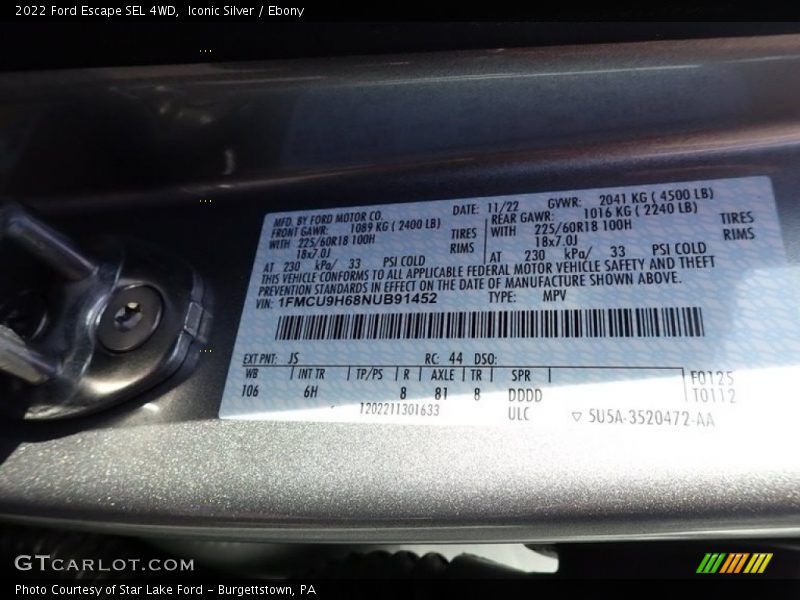 2022 Ford Escape SEL 4WD, Iconic Silver / Ebony
MFD. BY FORD MOTOR CO.
DATE: 11/22 GVWR: 2041 KG ( 4500 LB)
FRONT GAWR: 1089 KG ( 2400 LB)
REAR GAWR: 1016 KG ( 2240 LB)
WITH 225/60R18 100H TIRES
WITH 225/60R18 100H TIRES
18x7.0J RIMS
18x7.0J RIMS
AT 230 kPa/ 33 PSI COLD
AT 230 kPa/ 33 PSI COLD
THIS VEHICLE CONFORMS TO ALL APPLICABLE FEDERAL MOTOR VEHICLE SAFETY AND THEFT
PREVENTION STANDARDS IN EFFECT ON THE DATE OF MANUFACTURE SHOWN ABOVE.
VIN: 1FMCU9H68NUB91452 TYPE: MPV
EXT PNT: JS RC: 44 DSO:
WB INT TR TP/PS R AXLE TR SPR
106 6H 8 81 8 DDDD
F0125
T0112
1202211301633 ULC ▽ 5U5A-3520472-AA
GTCARLOT.COM
Photo Courtesy of Star Lake Ford - Burgettstown, PA